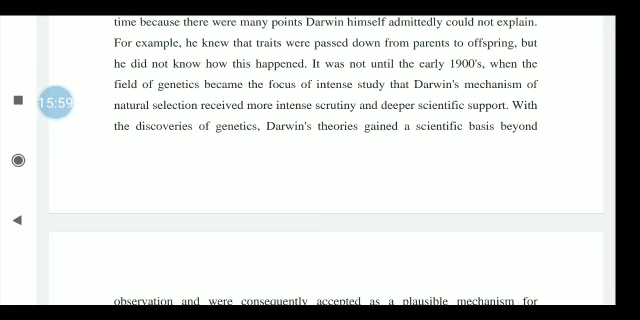 time because there were many points Darwin himself admittedly could not explain.
For example, he knew that traits were passed down from parents to offspring, but
he did not know how this happened. It was not until the early 1900's, when the
15:59
field of genetics became the focus of intense study that Darwin's mechanism of
natural selection received more intense scrutiny and deeper scientific support. With
the discoveries of genetics, Darwin's theories gained a scientific basis beyond
observation and were consequently accepted as a plausible mechanism for